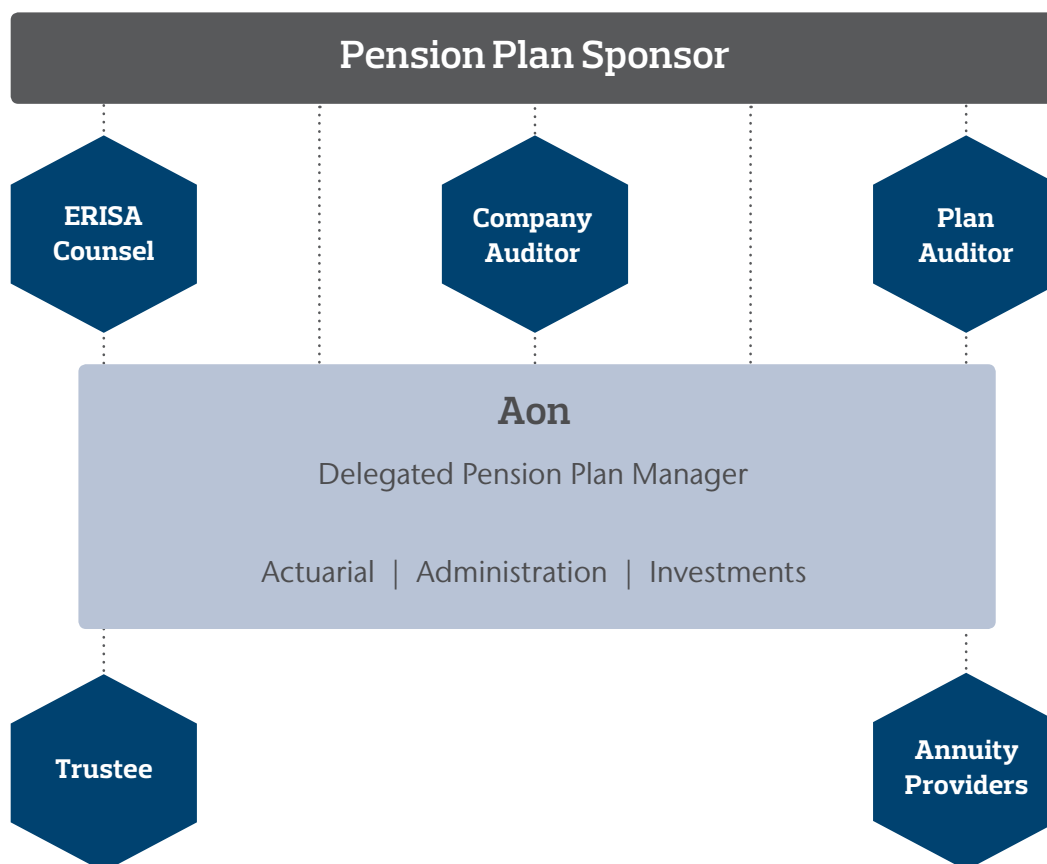 Pension Plan Sponsor
ERISA
Counsel
Company
Auditor
Plan
Auditor
Aon
Delegated Pension Plan Manager
Actuarial | Administration | Investments
Trustee
Annuity
Providers